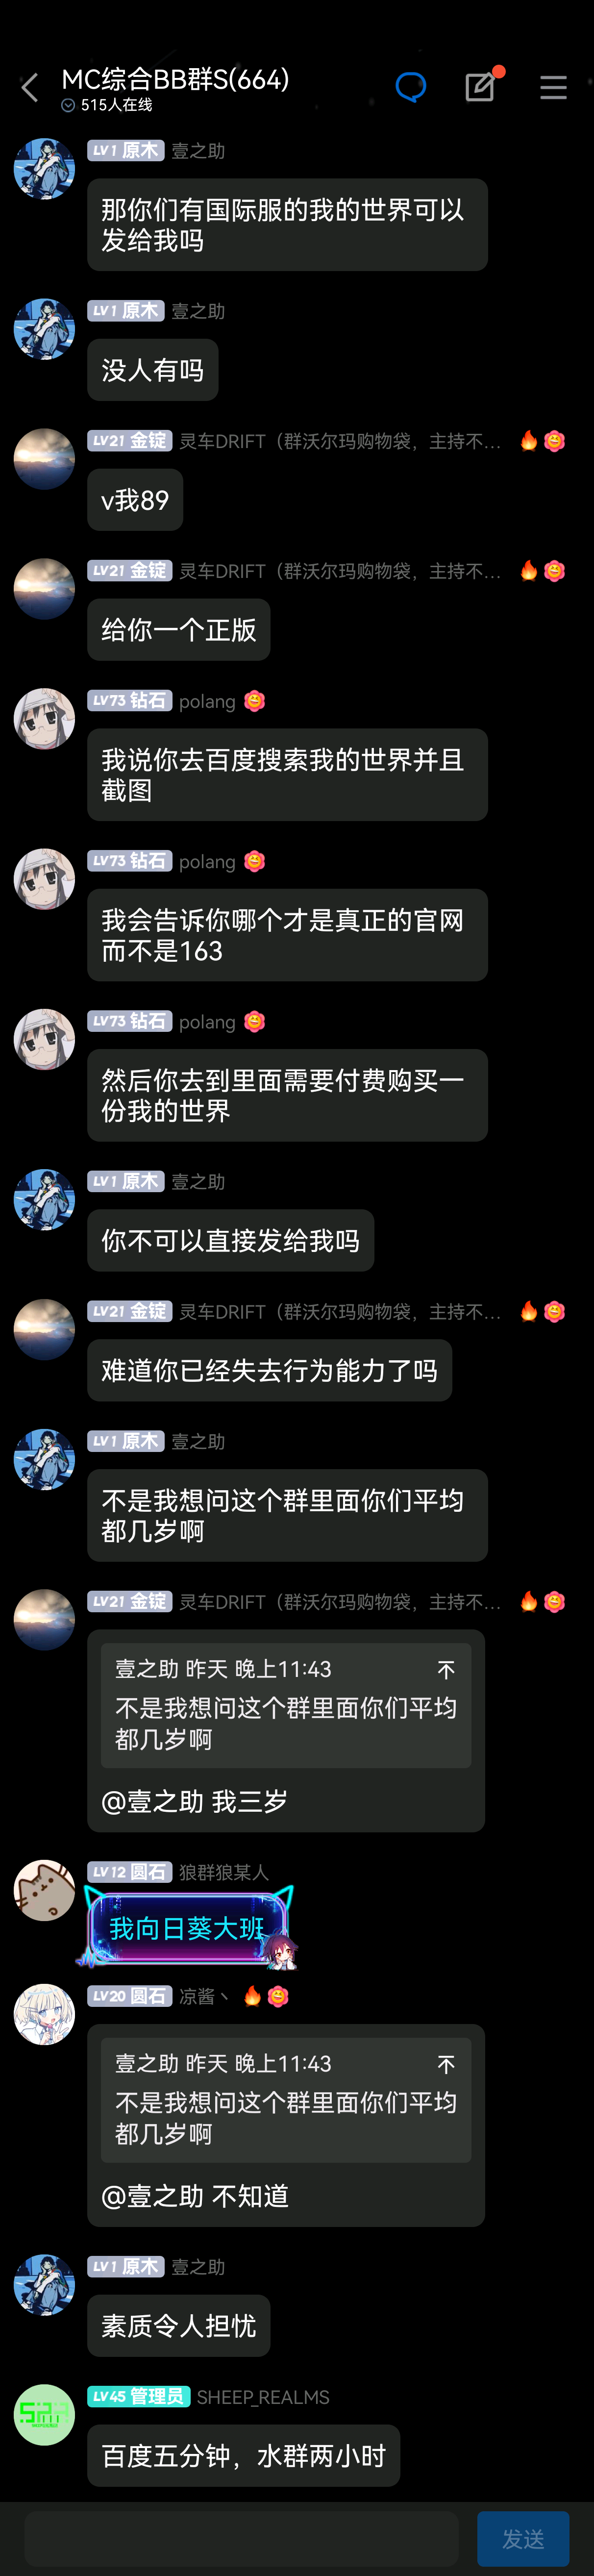 MC综合BB群S(664)
515人在线
LV1 原木 壹之助
那你们有国际服的我的世界可以
发给我吗
LV1 原木 壹之助
没人有吗
LV21 金锭 灵车DRIFT（群沃尔玛购物袋，主持不…
v我89
LV21 金锭 灵车DRIFT（群沃尔玛购物袋，主持不…
给你一个正版
LV73 钻石 polang
我说你去百度搜索我的世界并且
截图
LV73 钻石 polang
我会告诉你哪个才是真正的官网
而不是163
LV73 钻石 polang
然后你去到里面需要付费购买一
份我的世界
LV1 原木 壹之助
你不可以直接发给我吗
LV21 金锭 灵车DRIFT（群沃尔玛购物袋，主持不…
难道你已经失去行为能力了吗
LV1 原木 壹之助
不是我想问这个群里面你们平均
都几岁啊
LV21 金锭 灵车DRIFT（群沃尔玛购物袋，主持不…
壹之助 昨天 晚上11:43
不是我想问这个群里面你们平均
都几岁啊
@壹之助 我三岁
LV12 圆石 狼群狼某人
我向日葵大班
LV20 圆石 凉酱丶
壹之助 昨天 晚上11:43
不是我想问这个群里面你们平均
都几岁啊
@壹之助 不知道
LV1 原木 壹之助
素质令人担忧
LV45 管理员 SHEEP_REALMS
百度五分钟，水群两小时
发送